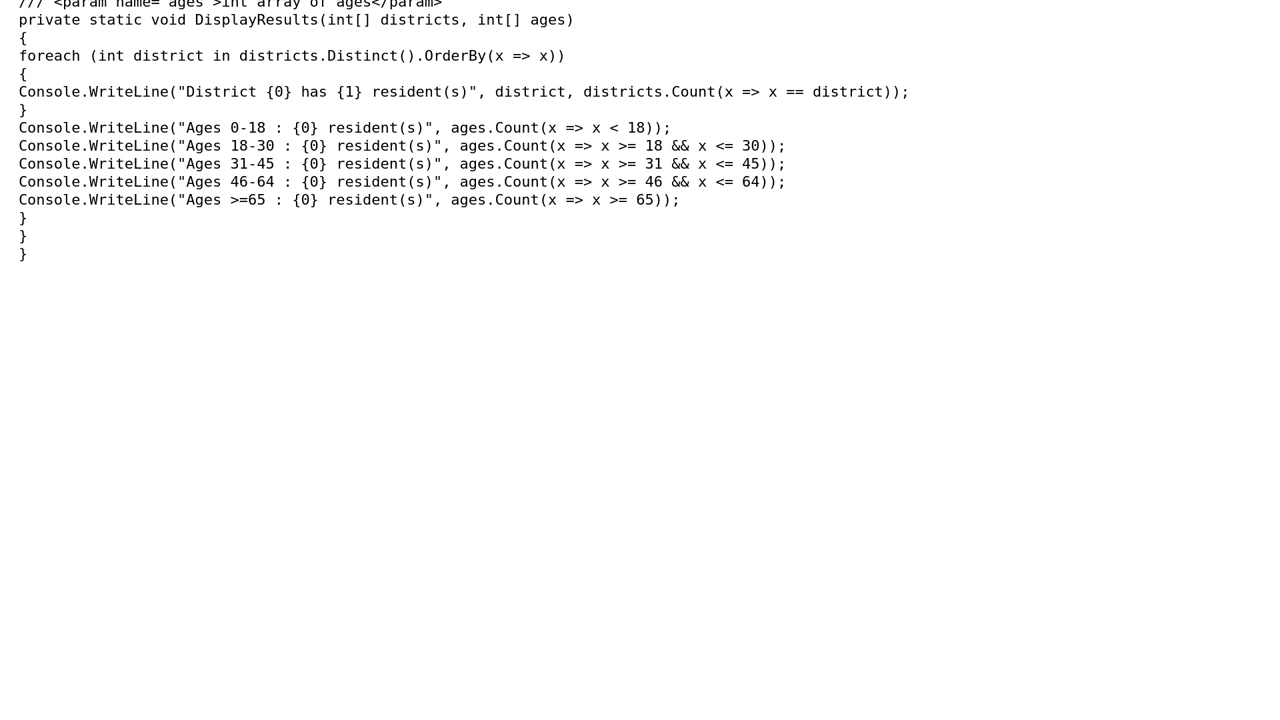 /// <param name="ages">int array of ages</param>
private static void DisplayResults(int[] districts, int[] ages)
{
foreach (int district in districts.Distinct().OrderBy(x => x))
{
Console.WriteLine("District {0} has {1} resident(s)", district, districts.Count(x => x == district));
}
Console.WriteLine("Ages 0-18 : {0} resident(s)", ages.Count(x => x < 18));
Console.WriteLine("Ages 18-30 : {0} resident(s)", ages.Count(x => x >= 18 && x <= 30));
Console.WriteLine("Ages 31-45 : {0} resident(s)", ages.Count(x => x >= 31 && x <= 45));
Console.WriteLine("Ages 46-64 : {0} resident(s)", ages.Count(x => x >= 46 && x <= 64));
Console.WriteLine("Ages >=65 : {0} resident(s)", ages.Count(x => x >= 65));
}
}
}